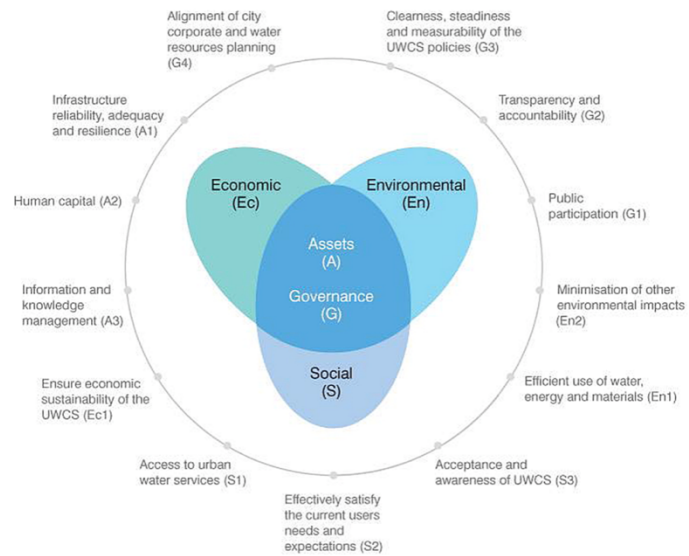 Alignment of city
corporate and water
resources planning
(G4)
Clearness, steadiness
and measurability of the
UWCS policies (G3)
Infrastructure
reliability, adequacy
and resilience (A1)
Transparency and
accountability (G2)
Human capital (A2)
Economic
(Ec)
Environmental
(En)
Public
participation (G1)
Assets
(A)
Governance
(G)
Information and
knowledge
management (A3)
Minimisation of other
environmental impacts
(En2)
Social
(S)
Ensure economic
sustainability of the
UWCS (Ec1)
Efficient use of water,
energy and materials (En1)
Access to urban
water services (S1)
Effectively satisfy
the current users
needs and
expectations (S2)
Acceptance and
awareness of UWCS (S3)